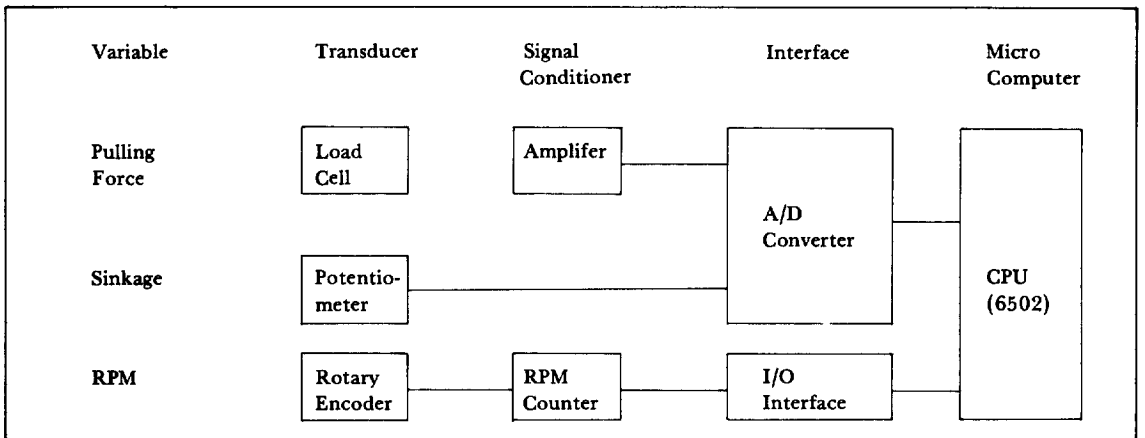 Variable Transducer Signal Conditioner Interface Micro Computer
Pulling Force Load Cell Amplifer
A/D Converter
Sinkage Potentio- meter CPU (6502)
RPM Rotary Encoder RPM Counter I/O Interface